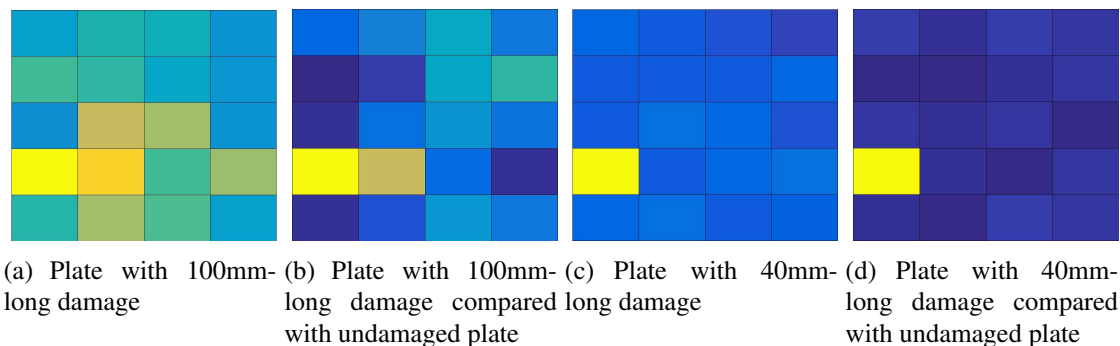 (a) Plate with 100mm-
long damage
(b) Plate with 100mm-
long damage compared
with undamaged plate
(c) Plate with 40mm-
long damage
(d) Plate with 40mm-
long damage compared
with undamaged plate